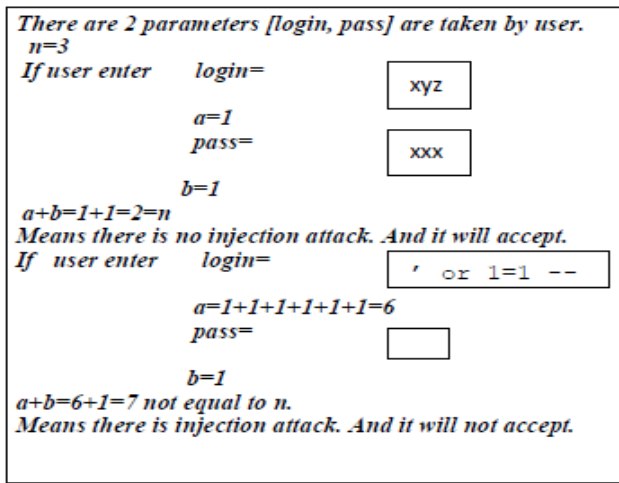 There are 2 parameters [login, pass] are taken by user.
n=3
If user enter login= xyz
a=1
pass= xxx
b=1
a+b=1+1=2=n
Means there is no injection attack. And it will accept.
If user enter login= ′ or 1=1 --
a=1+1+1+1+1+1=6
pass=
b=1
a+b=6+1=7 not equal to n.
Means there is injection attack. And it will not accept.